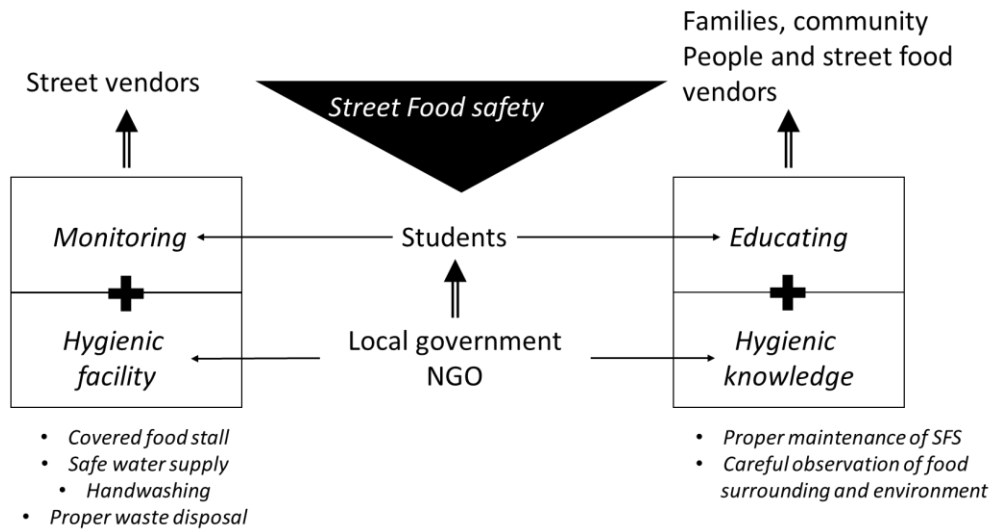 Families, community
People and street food
vendors
Street vendors
Street Food safety
Monitoring
Students
Educating
Hygienic
facility
Local government
NGO
Hygienic
knowledge
• Covered food stall
• Safe water supply
• Handwashing
• Proper waste disposal
• Proper maintenance of SFS
• Careful observation of food
surrounding and environment